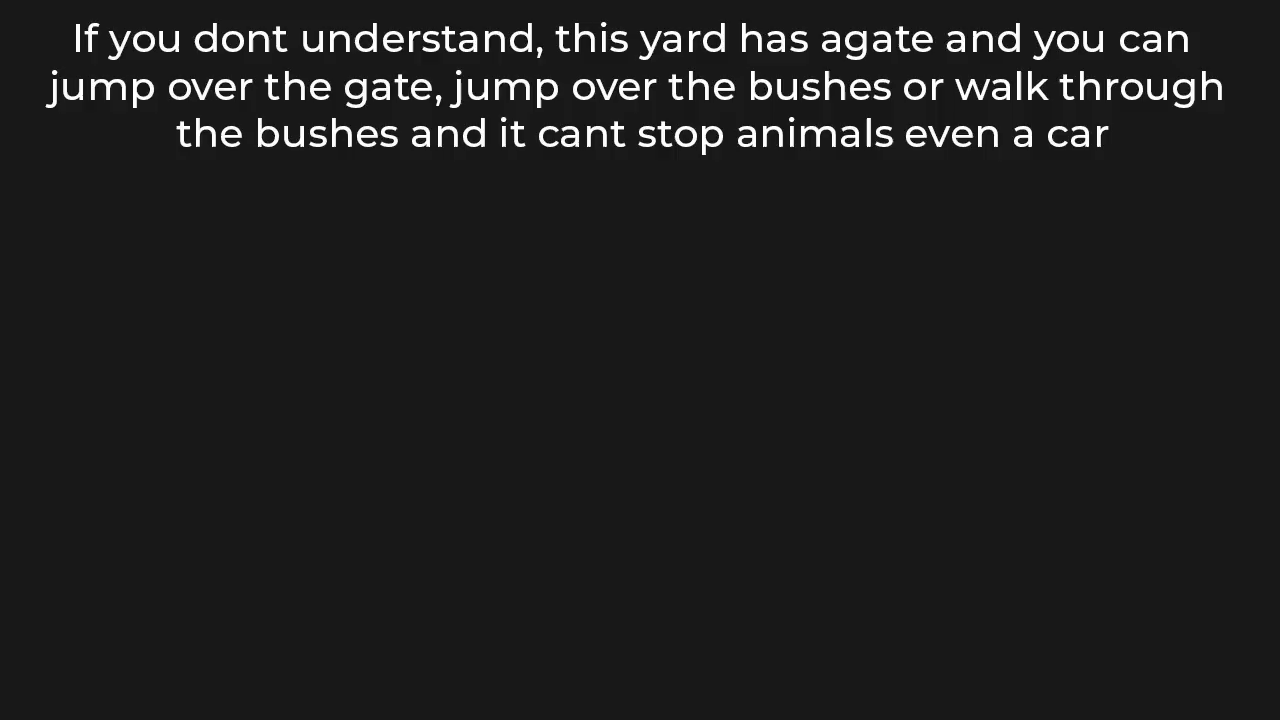 If you dont understand, this yard has agate and you can
jump over the gate, jump over the bushes or walk through
the bushes and it cant stop animals even a car